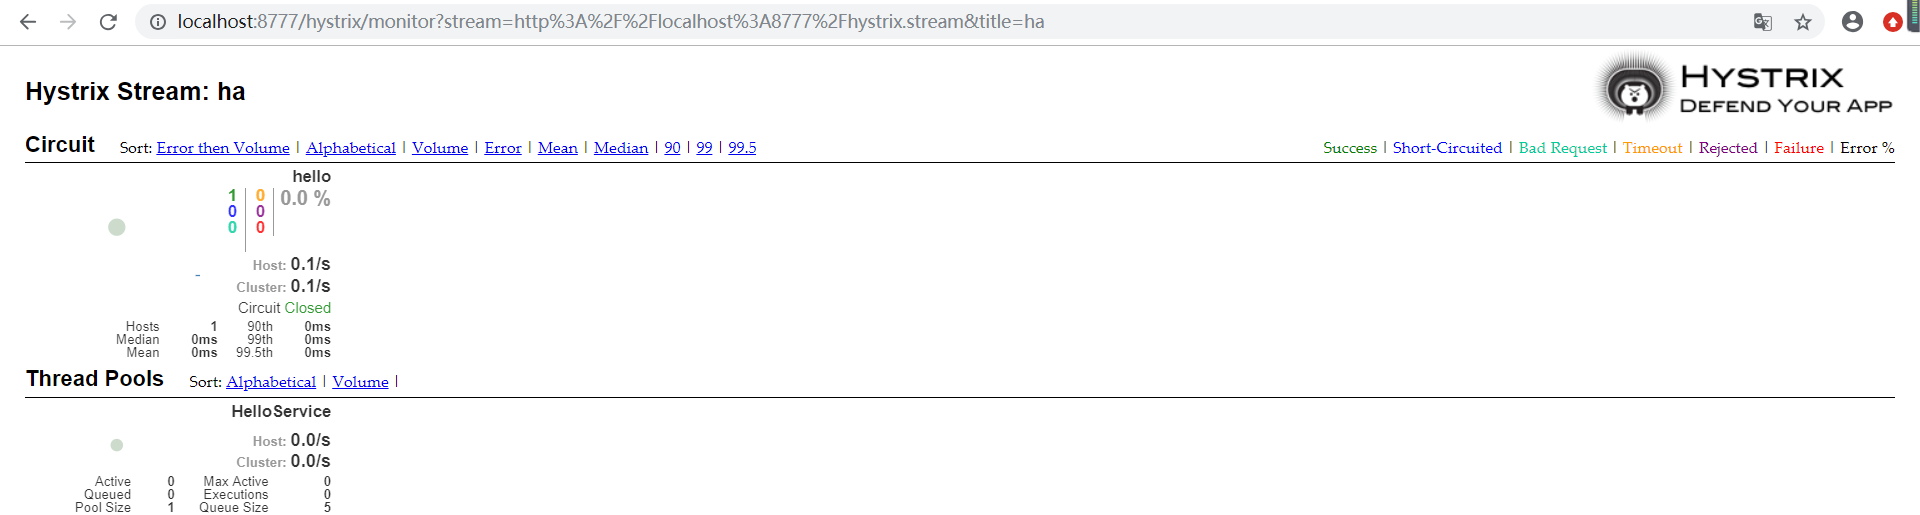 localhost:8777/hystrix/monitor?stream=http%3A%2F%2Flocalhost%3A8777%2Fhystrix.stream&title=ha
HYSTRIX
DEFEND YOUR APP
Hystrix Stream: ha
Circuit Sort: Error then Volume | Alphabetical | Volume | Error | Mean | Median | 90 | 99 | 99.5 Success | Short-Circuited | Bad Request | Timeout | Rejected | Failure | Error %
hello
1 0 0.0 %
0 0
0 0
Host: 0.1/s
-
Cluster: 0.1/s
Circuit Closed
Hosts 1 90th 0ms
Median 0ms 99th 0ms
Mean 0ms 99.5th 0ms
Thread Pools Sort: Alphabetical | Volume |
HelloService
Host: 0.0/s
Cluster: 0.0/s
Active 0 Max Active 0
Queued 0 Executions 0
Pool Size 1 Queue Size 5